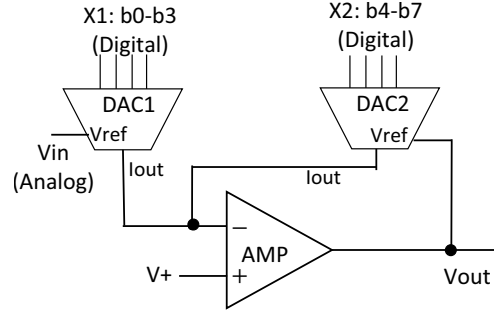 X1: b0-b3
(Digital)
X2: b4-b7
(Digital)
DAC1
DAC2
Vref
Vref
Vin
(Analog)
Iout
Iout
−
AMP
V+
+
Vout